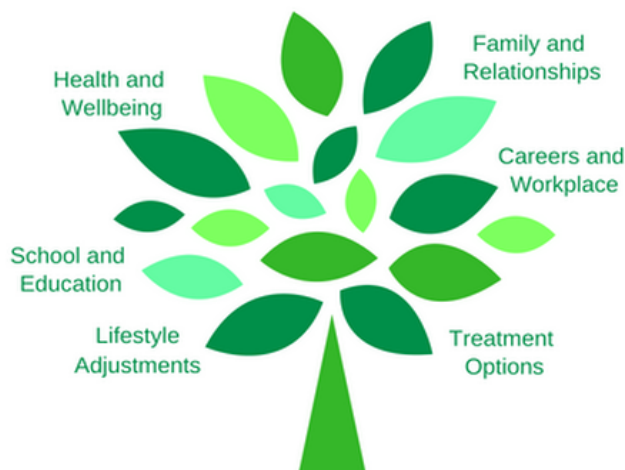 Family and
Relationships
Health and
Wellbeing
Careers and
Workplace
School and
Education
Lifestyle
Adjustments
Treatment
Options